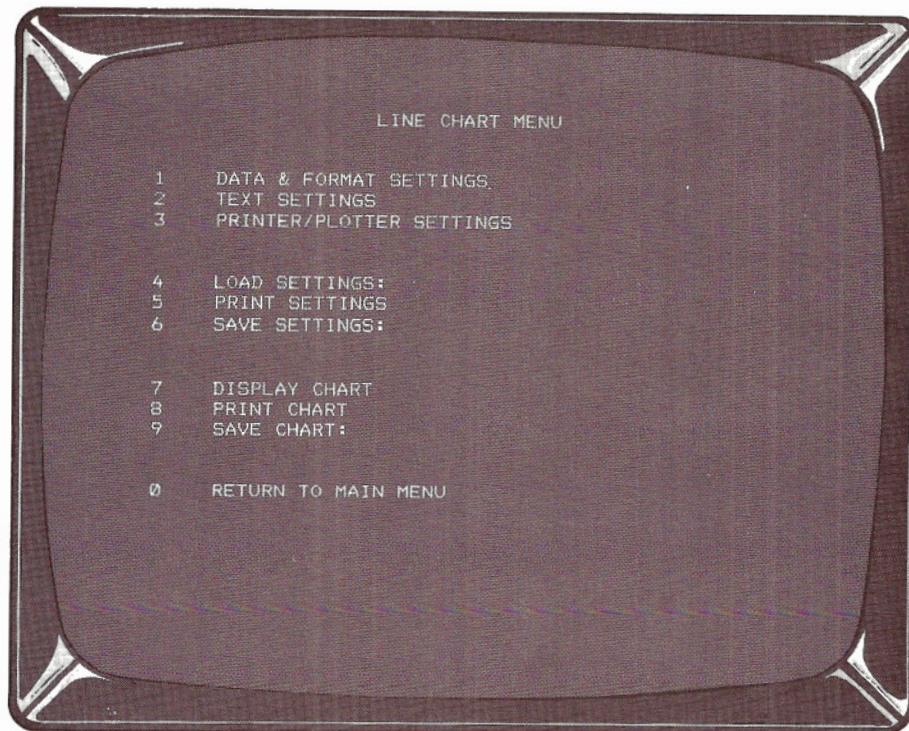 LINE CHART MENU
1 DATA & FORMAT SETTINGS
2 TEXT SETTINGS
3 PRINTER/PLOTTER SETTINGS
4 LOAD SETTINGS:
5 PRINT SETTINGS
6 SAVE SETTINGS:
7 DISPLAY CHART
8 PRINT CHART
9 SAVE CHART:
0 RETURN TO MAIN MENU